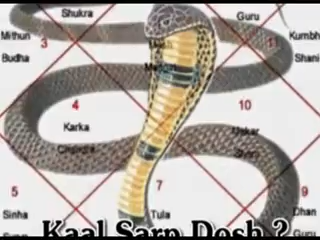 Shukra
Guru
Mithun
3
11
Kumbh
Budha
Shani
4
10
Karka
5
7
9
Sinha
Tula
Dhan
Guru
Kaal Sarp Dosh ?